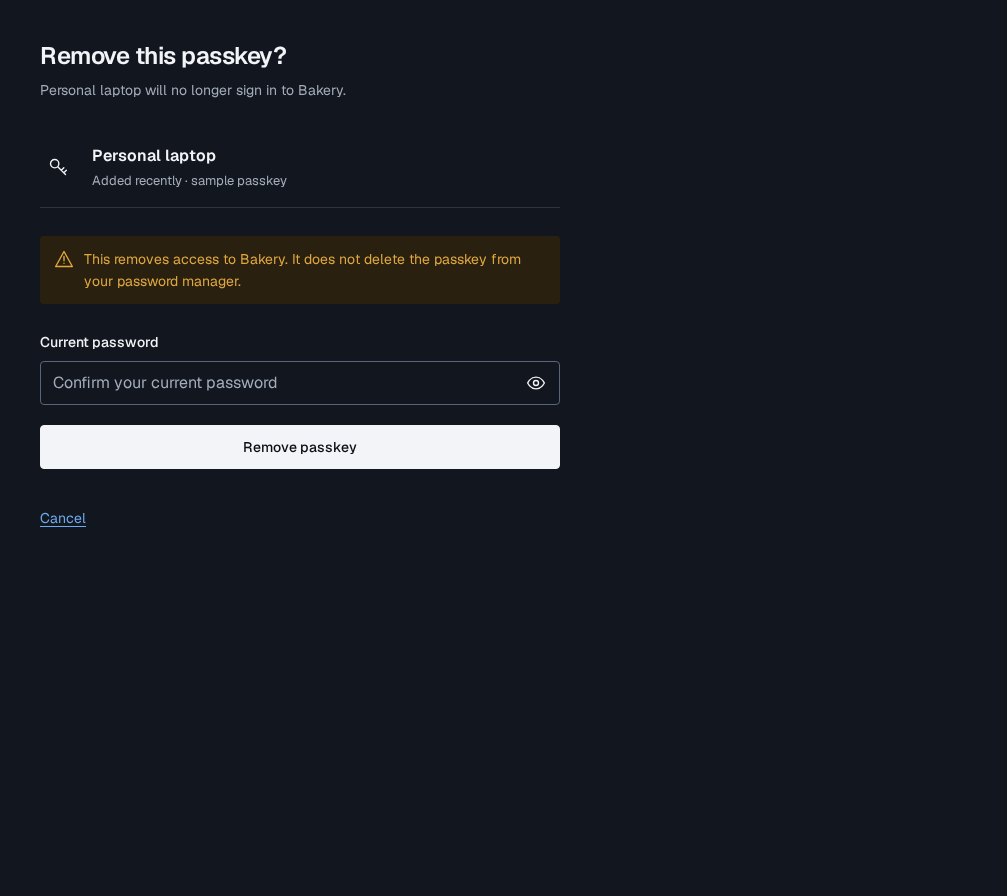 Remove this passkey?
Personal laptop will no longer sign in to Bakery.
Personal laptop
Added recently · sample passkey
This removes access to Bakery. It does not delete the passkey from
your password manager.
Current password
Confirm your current password
Remove passkey
Cancel